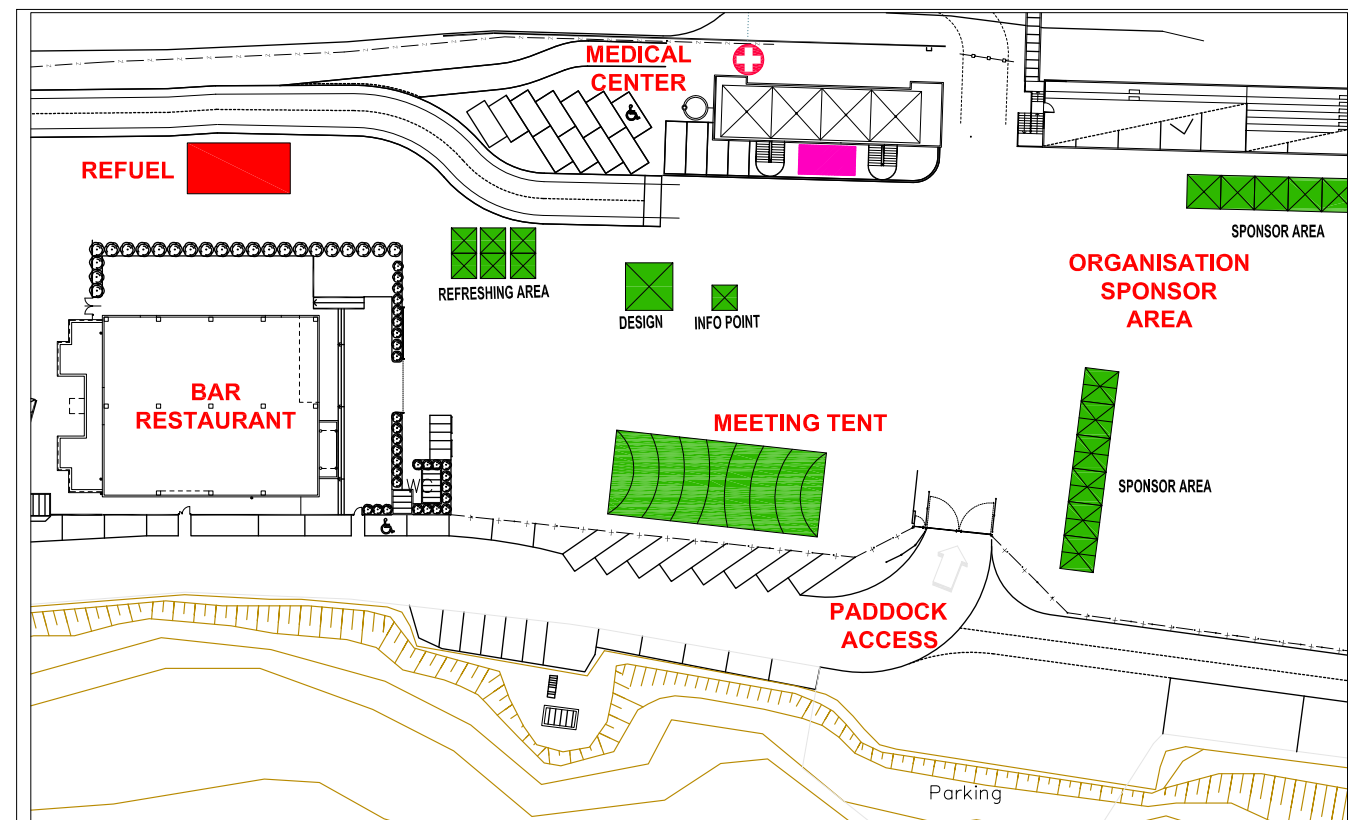 MEDICAL
CENTER
REFUEL
SPONSOR AREA
ORGANISATION
SPONSOR
AREA
REFRESHING AREA
DESIGN
INFO POINT
BAR
RESTAURANT
MEETING TENT
SPONSOR AREA
PADDOCK
ACCESS
Parking